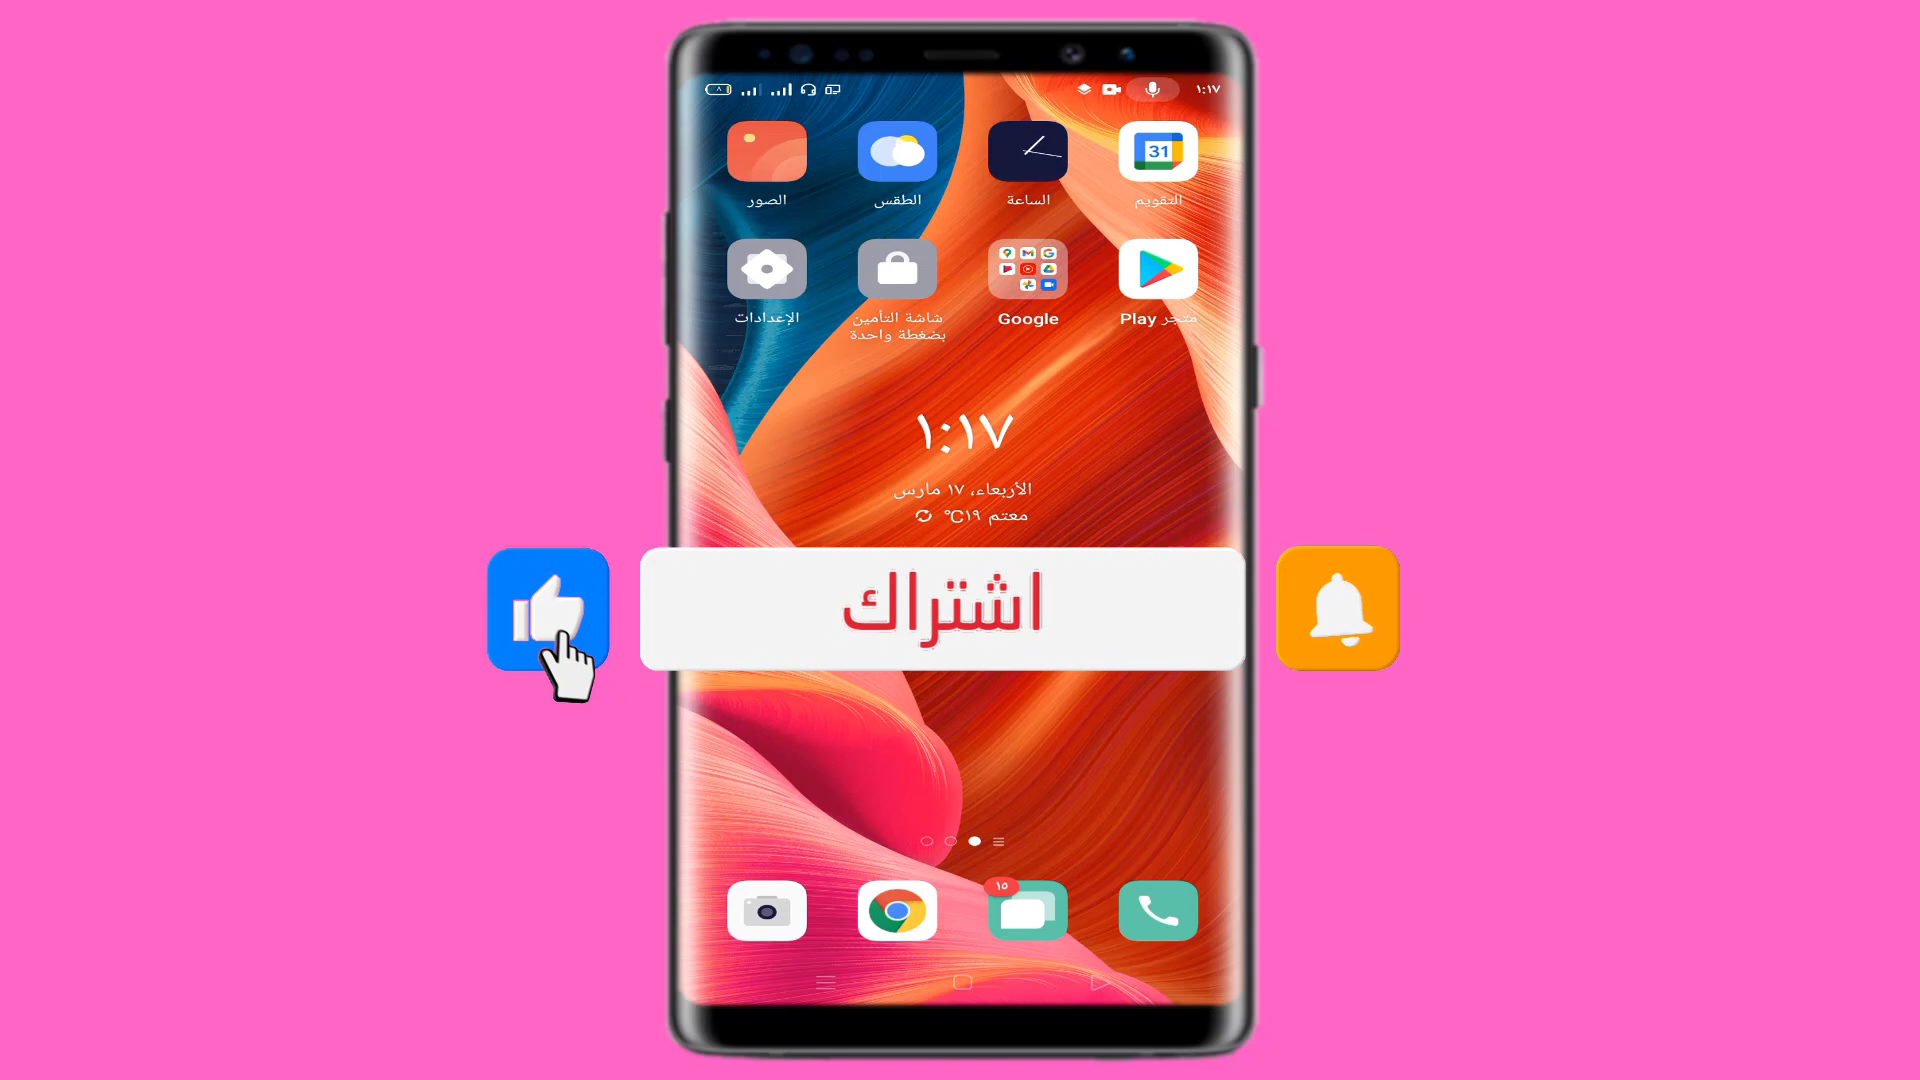 ١:١٧
التقويم
الساعة
الطقس
الصور
31
متجر Play
Google
شاشة التأمين
بضغطة واحدة
الإعدادات
١:١٧
الأربعاء، ١٧ مارس
معتم ١٩°C
اشتراك
١٥